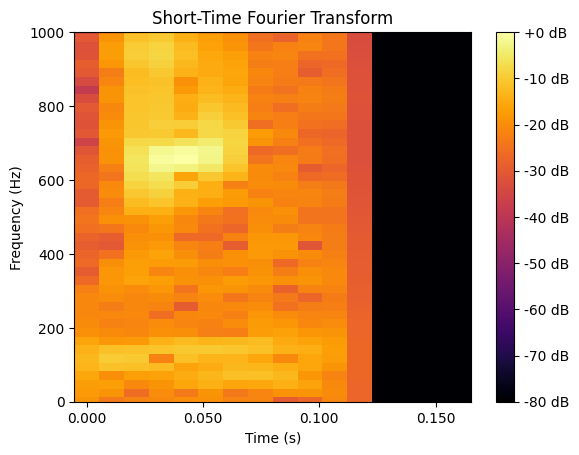 Short-Time Fourier Transform
Frequency (Hz)
1000
800
600
400
200
0
0.000
0.050
0.100
0.150
Time (s)
+0 dB
-10 dB
-20 dB
-30 dB
-40 dB
-50 dB
-60 dB
-70 dB
-80 dB